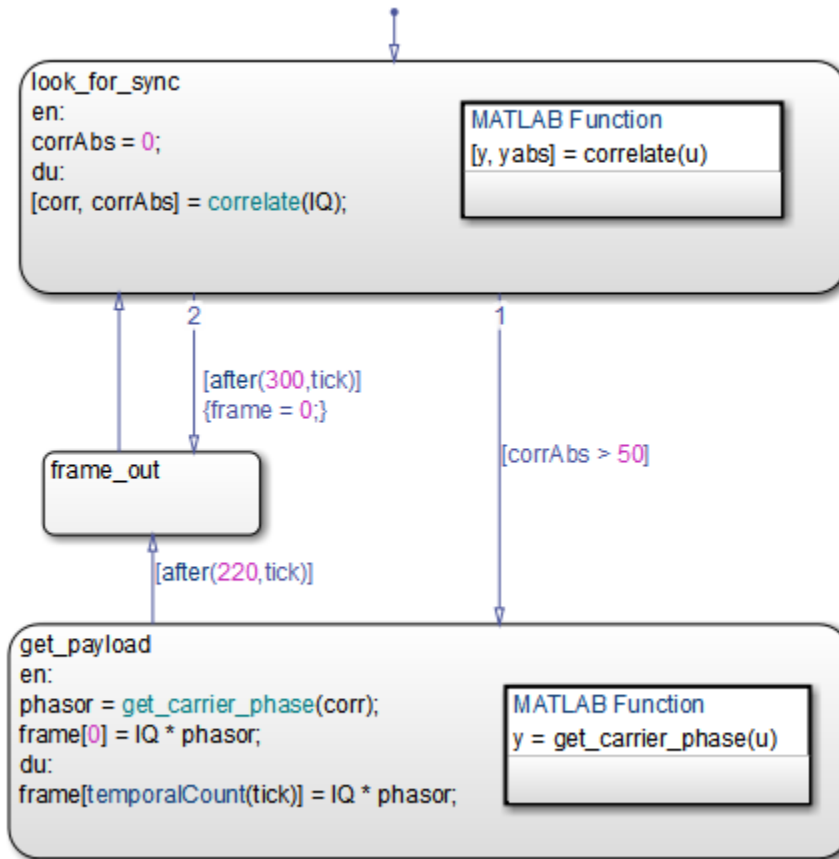 look_for_sync
en:
corrAbs = 0;
du:
[corr, corrAbs] = correlate(IQ);
MATLAB Function
[y, yabs] = correlate(u)
2
1
[after(300,tick)]
{frame = 0;}
[corrAbs > 50]
frame_out
[after(220,tick)]
get_payload
en:
phasor = get_carrier_phase(corr);
frame[0] = IQ * phasor;
du:
frame[temporalCount(tick)] = IQ * phasor;
MATLAB Function
y = get_carrier_phase(u)